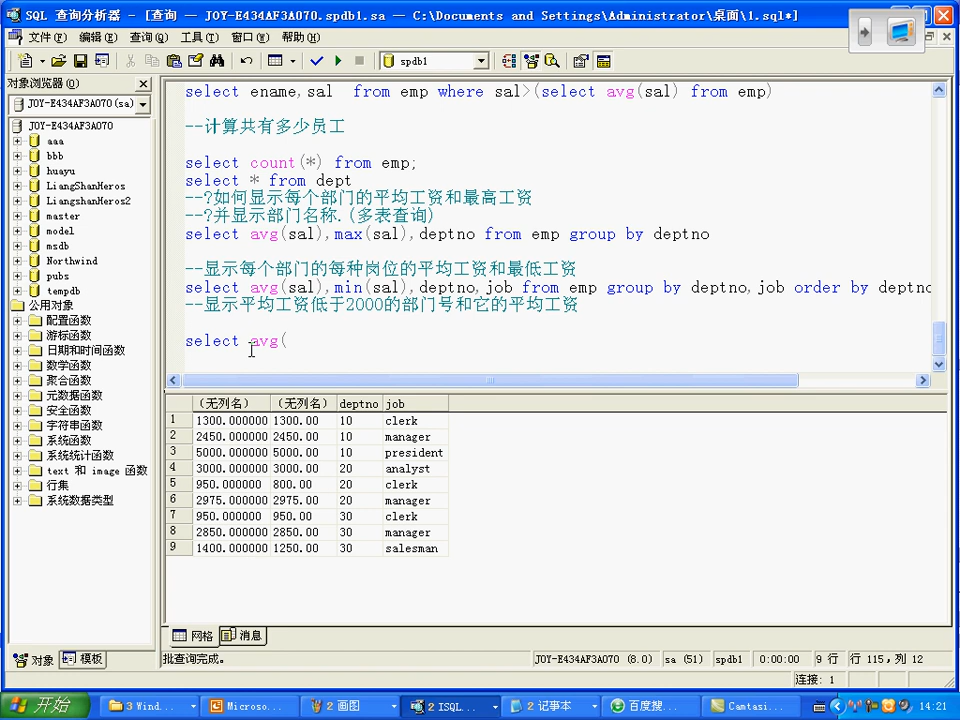 SQL 查询分析器 - [查询 — JOY-E434AF3A070.spdb1.sa — C:\Documents and Settings\Administrator\桌面\1.sql*]
文件(F) 编辑(E) 查询(Q) 工具(T) 窗口(W) 帮助(H)
spdb1
对象浏览器(O)
JOY-E434AF3A070(sa)
JOY-E434AF3A070
aaa
bbb
huayu
LiangShanHeros
LiangshanHeros2
master
model
msdb
Northwind
pubs
tempdb
公用对象
配置函数
游标函数
日期和时间函数
数学函数
聚合函数
元数据函数
安全函数
字符串函数
系统函数
系统统计函数
text 和 image 函数
行集
系统数据类型
对象 模板
select ename,sal  from emp where sal>(select avg(sal) from emp)
--计算共有多少员工
select count(*) from emp;
select * from dept
--?如何显示每个部门的平均工资和最高工资
--?并显示部门名称.(多表查询)
select avg(sal),max(sal),deptno from emp group by deptno
--显示每个部门的每种岗位的平均工资和最低工资
select avg(sal),min(sal),deptno,job from emp group by deptno,job order by deptno
--显示平均工资低于2000的部门号和它的平均工资
select avg(
(无列名) (无列名) deptno job
1 1300.000000 1300.00 10 clerk
2 2450.000000 2450.00 10 manager
3 5000.000000 5000.00 10 president
4 3000.000000 3000.00 20 analyst
5 950.000000 800.00 20 clerk
6 2975.000000 2975.00 20 manager
7 950.000000 950.00 30 clerk
8 2850.000000 2850.00 30 manager
9 1400.000000 1250.00 30 salesman
网格 消息
批查询完成。 JOY-E434AF3A070 (8.0) sa (51) spdb1 0:00:00 9 行 行 115, 列 12
连接: 1
开始 3 Wind... Microso... 2 画图 2 ISQL... 2 记事本 百度搜... Camtasi... 14:21